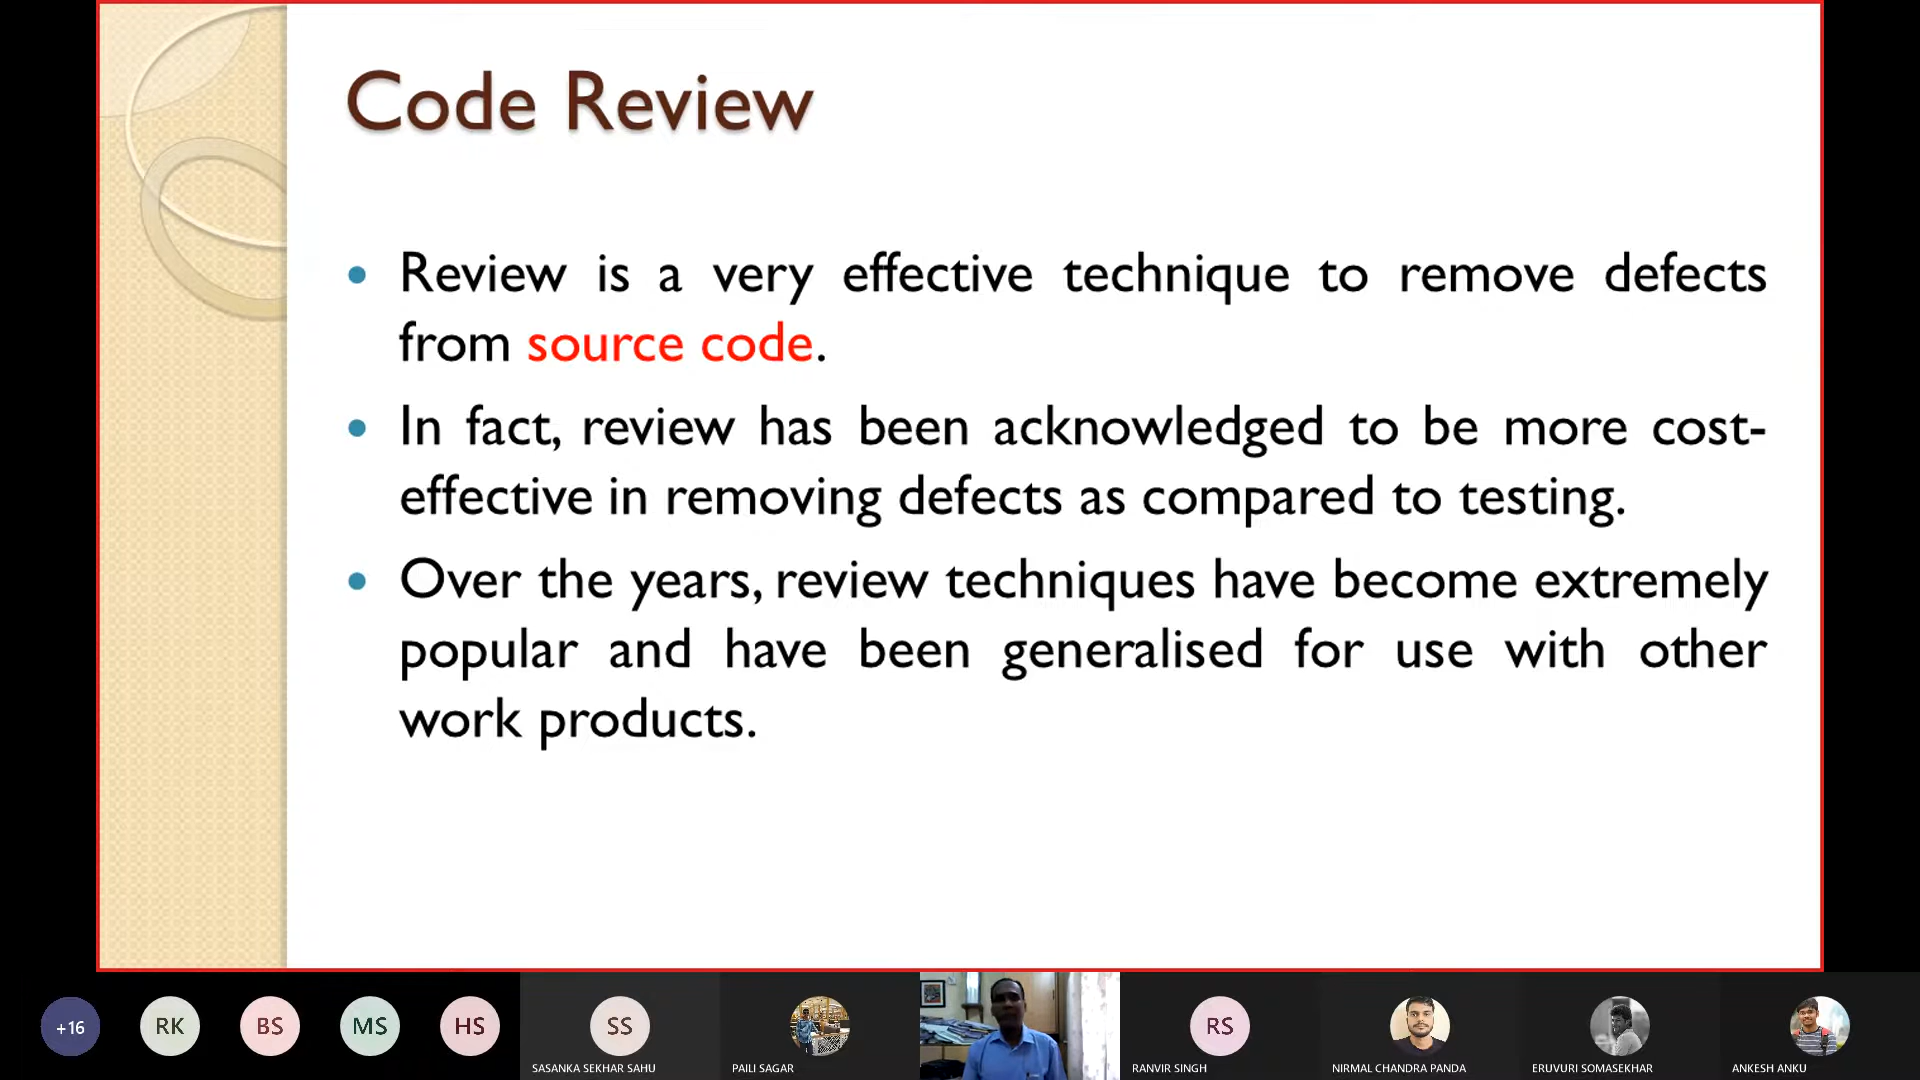 Code Review
Review is a very effective technique to remove defects
from source code.
In fact, review has been acknowledged to be more cost-
effective in removing defects as compared to testing.
Over the years, review techniques have become extremely
popular and have been generalised for use with other
work products.
+16
RK
BS
MS
HS
SS
RS
SASANKA SEKHAR SAHU
PAILI SAGAR
RANVIR SINGH
NIRMAL CHANDRA PANDA
ERUVURI SOMASEKHAR
ANKESH ANKU